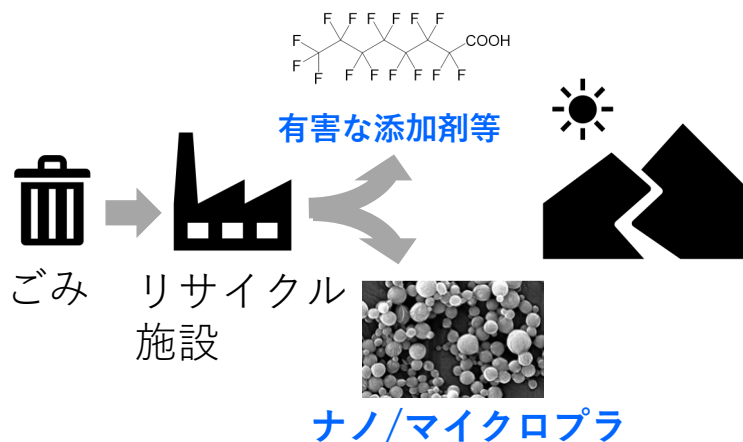 F F F F F F
F COOH
F
F F F F F F F
有害な添加剤等
ごみ
リサイクル
施設
ナノ/マイクロプラ